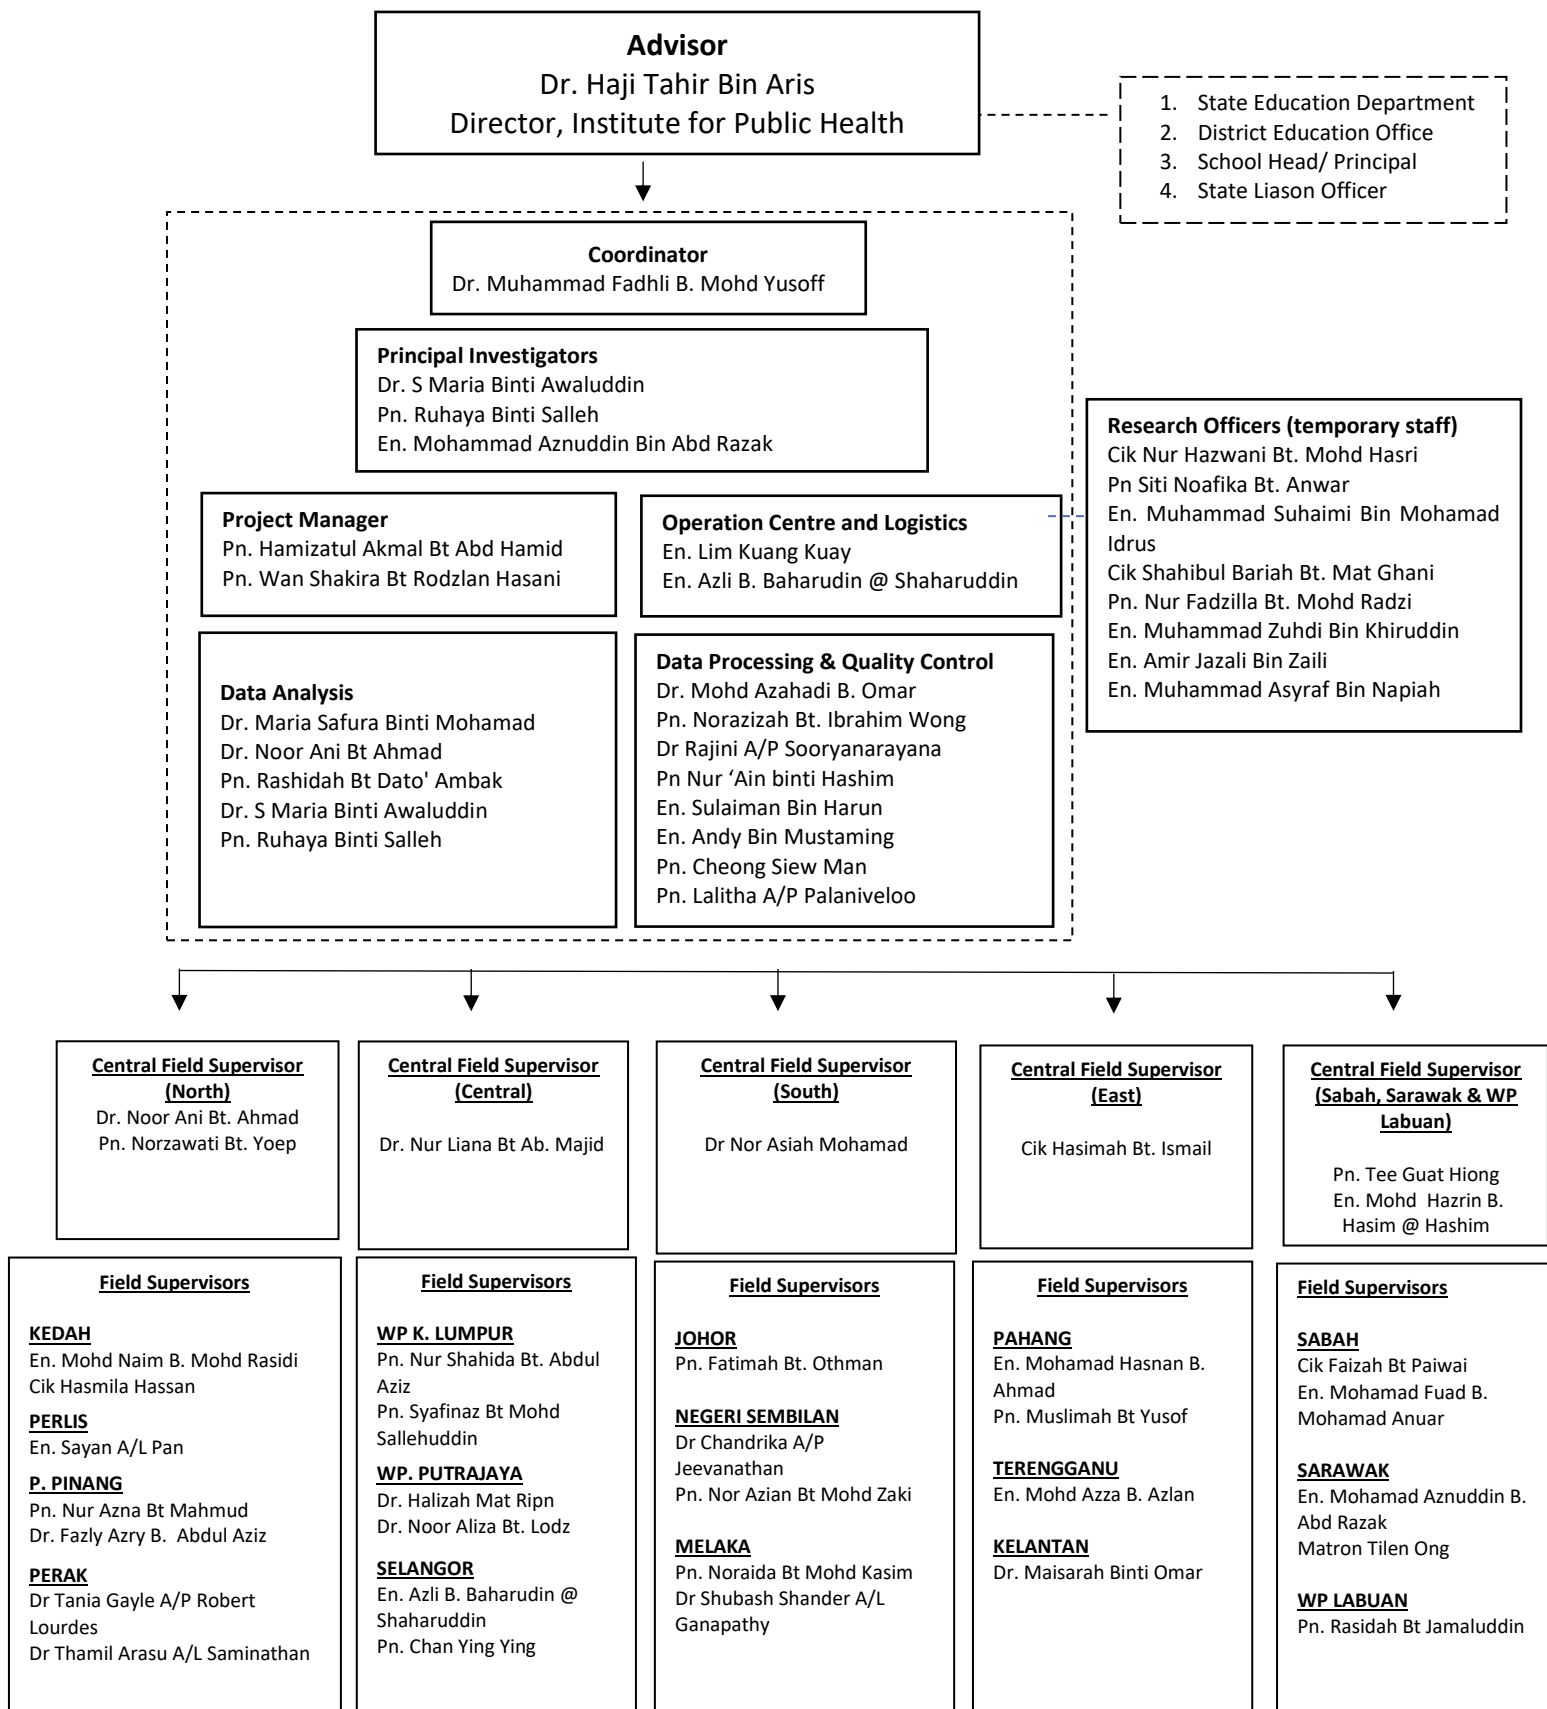 Advisor
Dr. Haji Tahir Bin Aris
Director, Institute for Public Health
1. State Education Department
2. District Education Office
3. School Head/ Principal
4. State Liason Officer
Coordinator
Dr. Muhammad Fadhli B. Mohd Yusoff
Principal Investigators
Dr. S Maria Binti Awaluddin
Pn. Ruhaya Binti Salleh
En. Mohammad Aznuddin Bin Abd Razak
Research Officers (temporary staff)
Cik Nur Hazwani Bt. Mohd Hasri
Pn Siti Noafika Bt. Anwar
En. Muhammad Suhaimi Bin Mohamad
Idrus
Cik Shahibul Bariah Bt. Mat Ghani
Pn. Nur Fadzilla Bt. Mohd Radzi
En. Muhammad Zuhdi Bin Khiruddin
En. Amir Jazali Bin Zaili
En. Muhammad Asyraf Bin Napiah
Project Manager
Pn. Hamizatul Akmal Bt Abd Hamid
Pn. Wan Shakira Bt Rodzlan Hasani
Operation Centre and Logistics
En. Lim Kuang Kuay
En. Azli B. Baharudin @ Shaharuddin
Data Analysis
Dr. Maria Safura Binti Mohamad
Dr. Noor Ani Bt Ahmad
Pn. Rashidah Bt Dato' Ambak
Dr. S Maria Binti Awaluddin
Pn. Ruhaya Binti Salleh
Data Processing & Quality Control
Dr. Mohd Azahadi B. Omar
Pn. Norazizah Bt. Ibrahim Wong
Dr Rajini A/P Sooryanarayana
Pn Nur ‘Ain binti Hashim
En. Sulaiman Bin Harun
En. Andy Bin Mustaming
Pn. Cheong Siew Man
Pn. Lalitha A/P Palaniveloo
Central Field Supervisor
(North)
Dr. Noor Ani Bt. Ahmad
Pn. Norzawati Bt. Yoep
Central Field Supervisor
(Central)
Dr. Nur Liana Bt Ab. Majid
Central Field Supervisor
(South)
Dr Nor Asiah Mohamad
Central Field Supervisor
(East)
Cik Hasimah Bt. Ismail
Central Field Supervisor
(Sabah, Sarawak & WP
Labuan)
Pn. Tee Guat Hiong
En. Mohd Hazrin B.
Hasim @ Hashim
Field Supervisors
KEDAH
En. Mohd Naim B. Mohd Rasidi
Cik Hasmila Hassan
PERLIS
En. Sayan A/L Pan
P. PINANG
Pn. Nur Azna Bt Mahmud
Dr. Fazly Azry B. Abdul Aziz
PERAK
Dr Tania Gayle A/P Robert
Lourdes
Dr Thamil Arasu A/L Saminathan
Field Supervisors
WP K. LUMPUR
Pn. Nur Shahida Bt. Abdul
Aziz
Pn. Syafinaz Bt Mohd
Sallehuddin
WP. PUTRAJAYA
Dr. Halizah Mat Ripn
Dr. Noor Aliza Bt. Lodz
SELANGOR
En. Azli B. Baharudin @
Shaharuddin
Pn. Chan Ying Ying
Field Supervisors
JOHOR
Pn. Fatimah Bt. Othman
NEGERI SEMBILAN
Dr Chandrika A/P
Jeevanathan
Pn. Nor Azian Bt Mohd Zaki
MELAKA
Pn. Noraida Bt Mohd Kasim
Dr Shubash Shander A/L
Ganapathy
Field Supervisors
PAHANG
En. Mohamad Hasnan B.
Ahmad
Pn. Muslimah Bt Yusof
TERENGGANU
En. Mohd Azza B. Azlan
KELANTAN
Dr. Maisarah Binti Omar
Field Supervisors
SABAH
Cik Faizah Bt Paiwai
En. Mohamad Fuad B.
Mohamad Anuar
SARAWAK
En. Mohamad Aznuddin B.
Abd Razak
Matron Tilen Ong
WP LABUAN
Pn. Rasidah Bt Jamaluddin